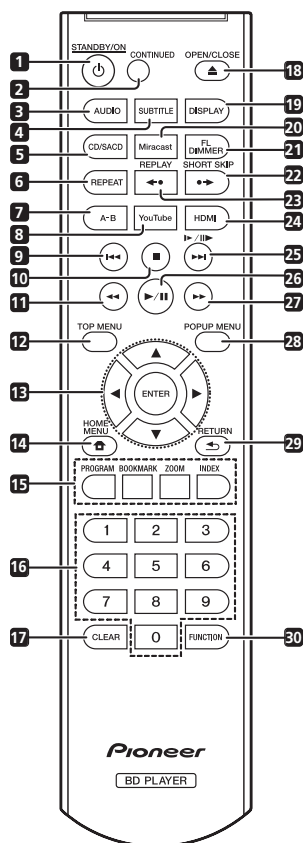 STANDBY/ON CONTINUED OPEN/CLOSE
1 18
2
3 AUDIO SUBTITLE DISPLAY 19
4 20
5 CD/SACD Miracast FL DIMMER 21
REPLAY SHORT SKIP
6 REPEAT 22
23
7 A-B YouTube HDMI 24
8
9 25
10 26
11 27
TOP MENU POPUP MENU
12 28
13 ENTER
HOME MENU RETURN
14 29
PROGRAM BOOKMARK ZOOM INDEX
15
1 2 3
16 4 5 6
7 8 9
17 CLEAR 0 FUNCTION 30
Pioneer
BD PLAYER